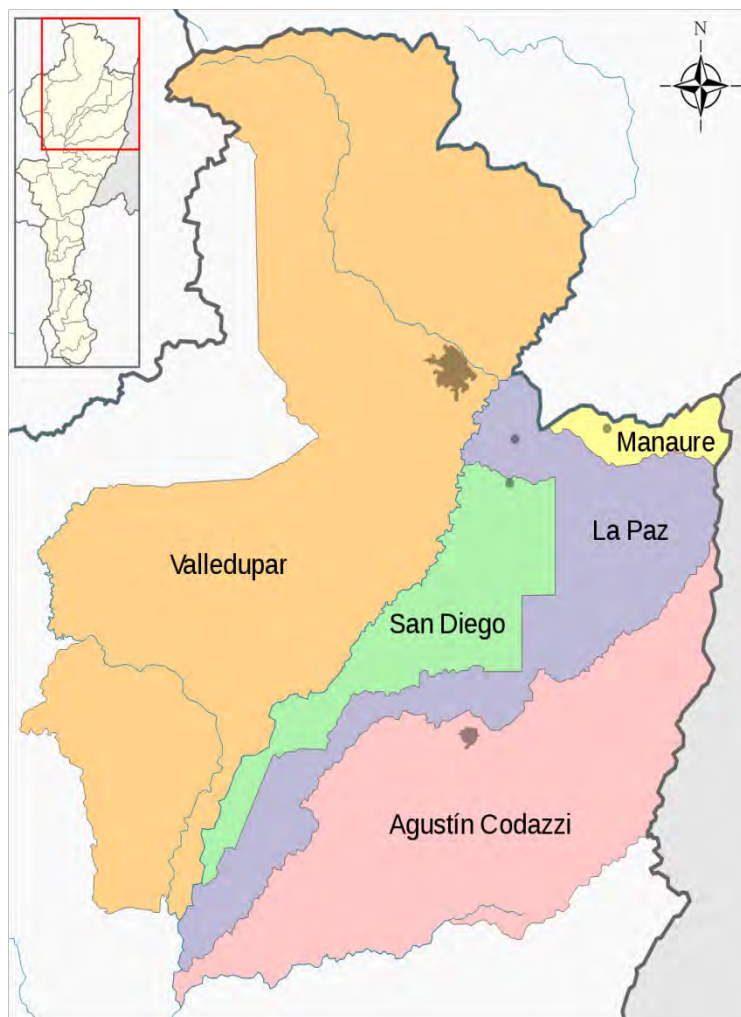 N
Manaure
La Paz
Valledupar
San Diego
Agustín Codazzi